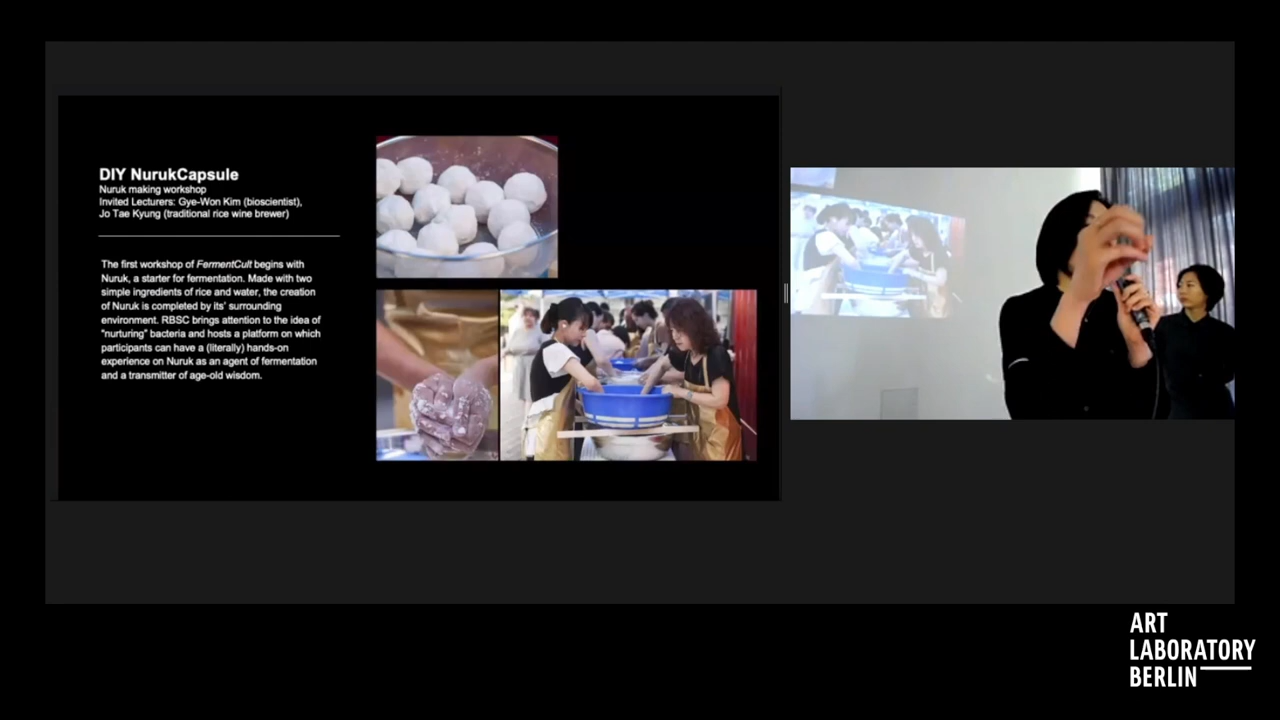 DIY NurukCapsule
Nuruk making workshop
Invited Lecturers: Gye-Won Kim (bioscientist),
Jo Tae Kyung (traditional rice wine brewer)
The first workshop of FermentCult begins with
Nuruk, a starter for fermentation. Made with two
simple ingredients of rice and water, the creation
of Nuruk is completed by its' surrounding
environment. RBSC brings attention to the idea of
"nurturing" bacteria and hosts a platform on which
participants can have a (literally) hands-on
experience on Nuruk as an agent of fermentation
and a transmitter of age-old wisdom.
ART
LABORATORY
BERLIN